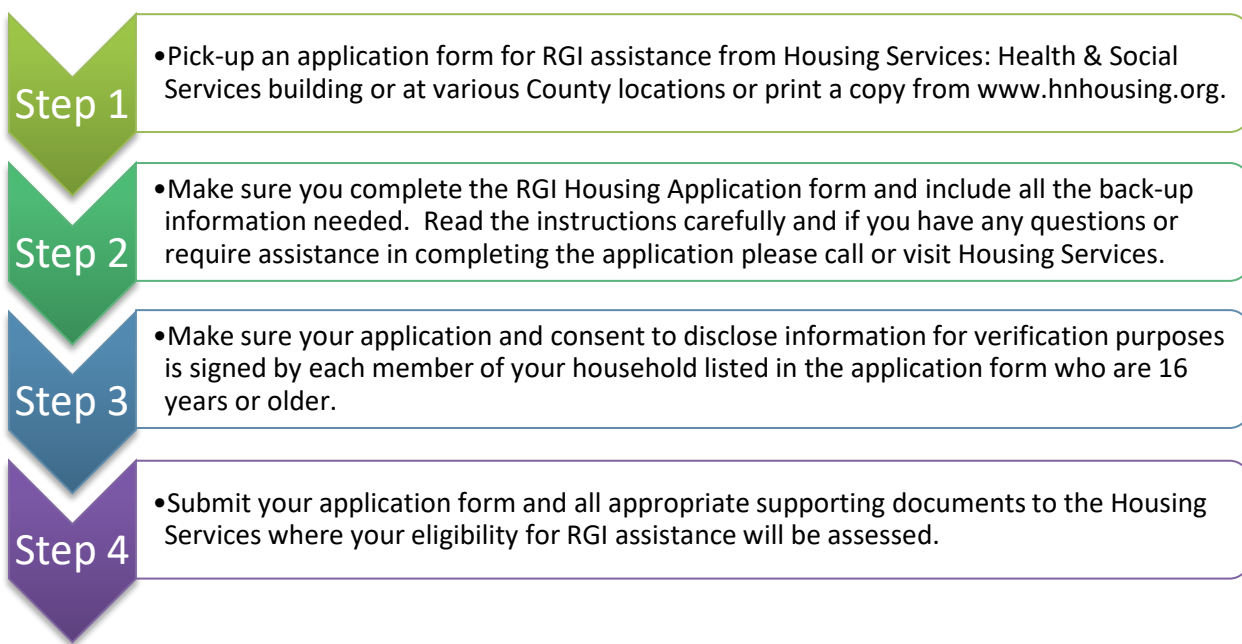 Step 1
•Pick-up an application form for RGI assistance from Housing Services: Health & Social
Services building or at various County locations or print a copy from www.hnhousing.org.
Step 2
•Make sure you complete the RGI Housing Application form and include all the back-up
information needed.  Read the instructions carefully and if you have any questions or
require assistance in completing the application please call or visit Housing Services.
Step 3
•Make sure your application and consent to disclose information for verification purposes
is signed by each member of your household listed in the application form who are 16
years or older.
Step 4
•Submit your application form and all appropriate supporting documents to the Housing
Services where your eligibility for RGI assistance will be assessed.